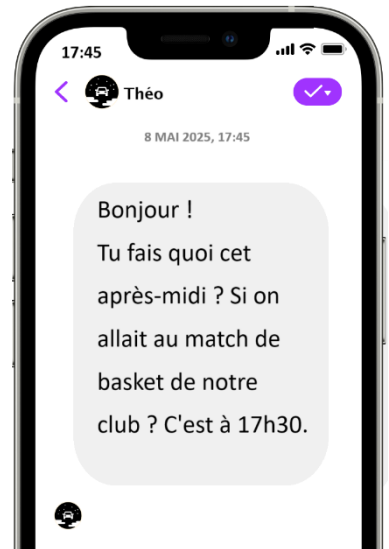 17:45
Théo
8 MAI 2025, 17:45
Bonjour !
Tu fais quoi cet
après-midi ? Si on
allait au match de
basket de notre
club ? C'est à 17h30.